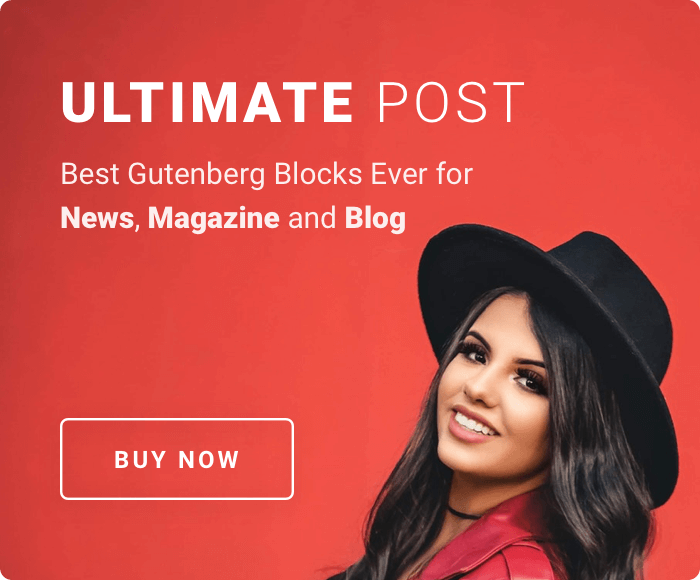 ULTIMATE POST
Best Gutenberg Blocks Ever for
News, Magazine and Blog
BUY NOW